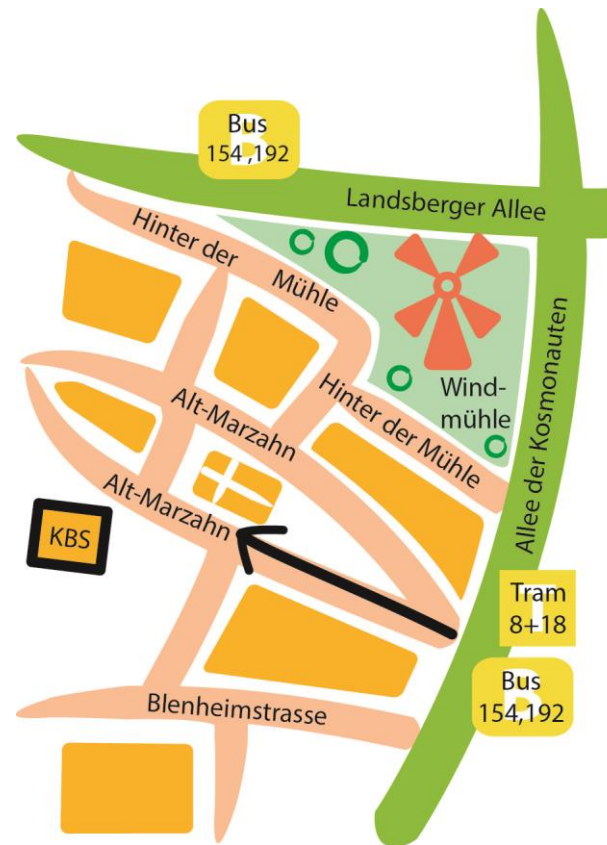 Bus
154 ,192
Landsberger Allee
Hinter der
Mühle
Wind-
mühle
Hinter der Mühle
Allee der Kosmonauten
Alt-Marzahn
Alt-Marzahn
KBS
Tram
8+18
Bus
154,192
Blenheimstrasse